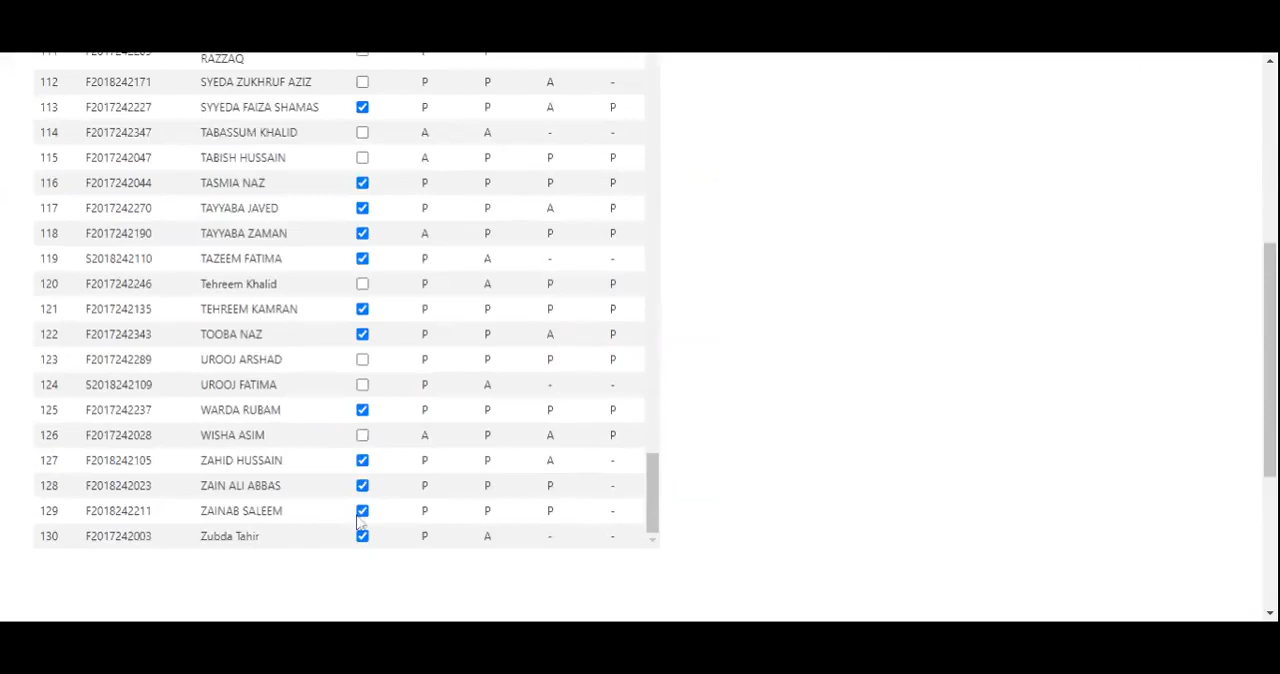 RAZZAQ
112 F2018242171 SYEDA ZUKHRUF AZIZ P P A -
113 F2017242227 SYYEDA FAIZA SHAMAS P P A P
114 F2017242347 TABASSUM KHALID A A - -
115 F2017242047 TABISH HUSSAIN A P P P
116 F2017242044 TASMIA NAZ P P P P
117 F2017242270 TAYYABA JAVED P P A P
118 F2017242190 TAYYABA ZAMAN A P P P
119 S2018242110 TAZEEM FATIMA P A - -
120 F2017242246 Tehreem Khalid P A P P
121 F2017242135 TEHREEM KAMRAN P P P P
122 F2017242343 TOOBA NAZ P P A P
123 F2017242289 UROOJ ARSHAD P P P P
124 S2018242109 UROOJ FATIMA P A - -
125 F2017242237 WARDA RUBAM P P P P
126 F2017242028 WISHA ASIM A P A P
127 F2018242105 ZAHID HUSSAIN P P A -
128 F2018242023 ZAIN ALI ABBAS P P P -
129 F2018242211 ZAINAB SALEEM P P P -
130 F2017242003 Zubda Tahir P A - -